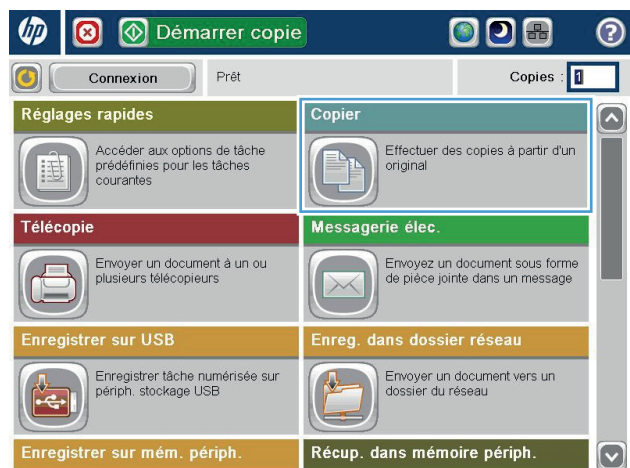 hp
Démarrer copie
?
Connexion
Prêt
Copies :
1
Réglages rapides
Accéder aux options de tâche
prédéfinies pour les tâches
courantes
Copier
Effectuer des copies à partir d'un
original
Télécopie
Envoyer un document à un ou
plusieurs télécopieurs
Messagerie élec.
Envoyez un document sous forme
de pièce jointe dans un message
Enregistrer sur USB
Enregistrer tâche numérisée sur
périph. stockage USB
Enreg. dans dossier réseau
Envoyer un document vers un
dossier du réseau
Enregistrer sur mém. périph.
Récup. dans mémoire périph.